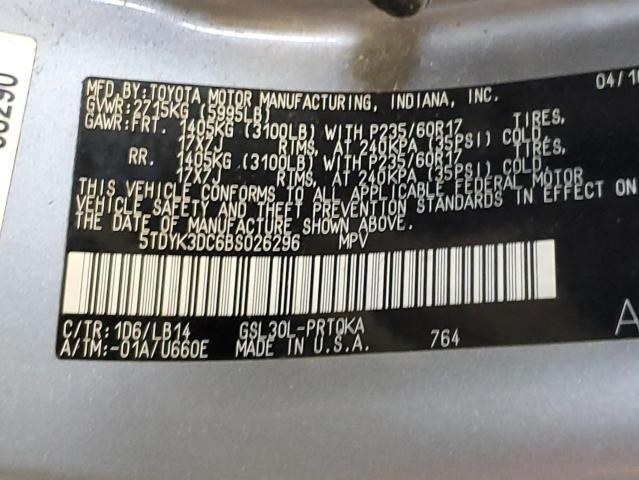 MFD. BY: TOYOTA MOTOR MANUFACTURING, INDIANA, INC. 04/10
GVWR: 2715KG (5995LB)
GAWR: FRT. 1405KG (3100LB) WITH P235/60R17 TIRES,
17X7J RIMS, AT 240KPA (35PSI) COLD.
RR. 1405KG (3100LB) WITH P235/60R17 TIRES,
17X7J RIMS, AT 240KPA (35PSI) COLD.
THIS VEHICLE CONFORMS TO ALL APPLICABLE FEDERAL MOTOR
VEHICLE SAFETY AND THEFT PREVENTION STANDARDS IN EFFECT ON
THE DATE OF MANUFACTURE SHOWN ABOVE.
5TDYK3DC6BS026296 MPV
C/TR: 1D6/LB14 GSL30L-PRTQKA
A/TM: -01A/U660E MADE IN U.S.A. 764
A